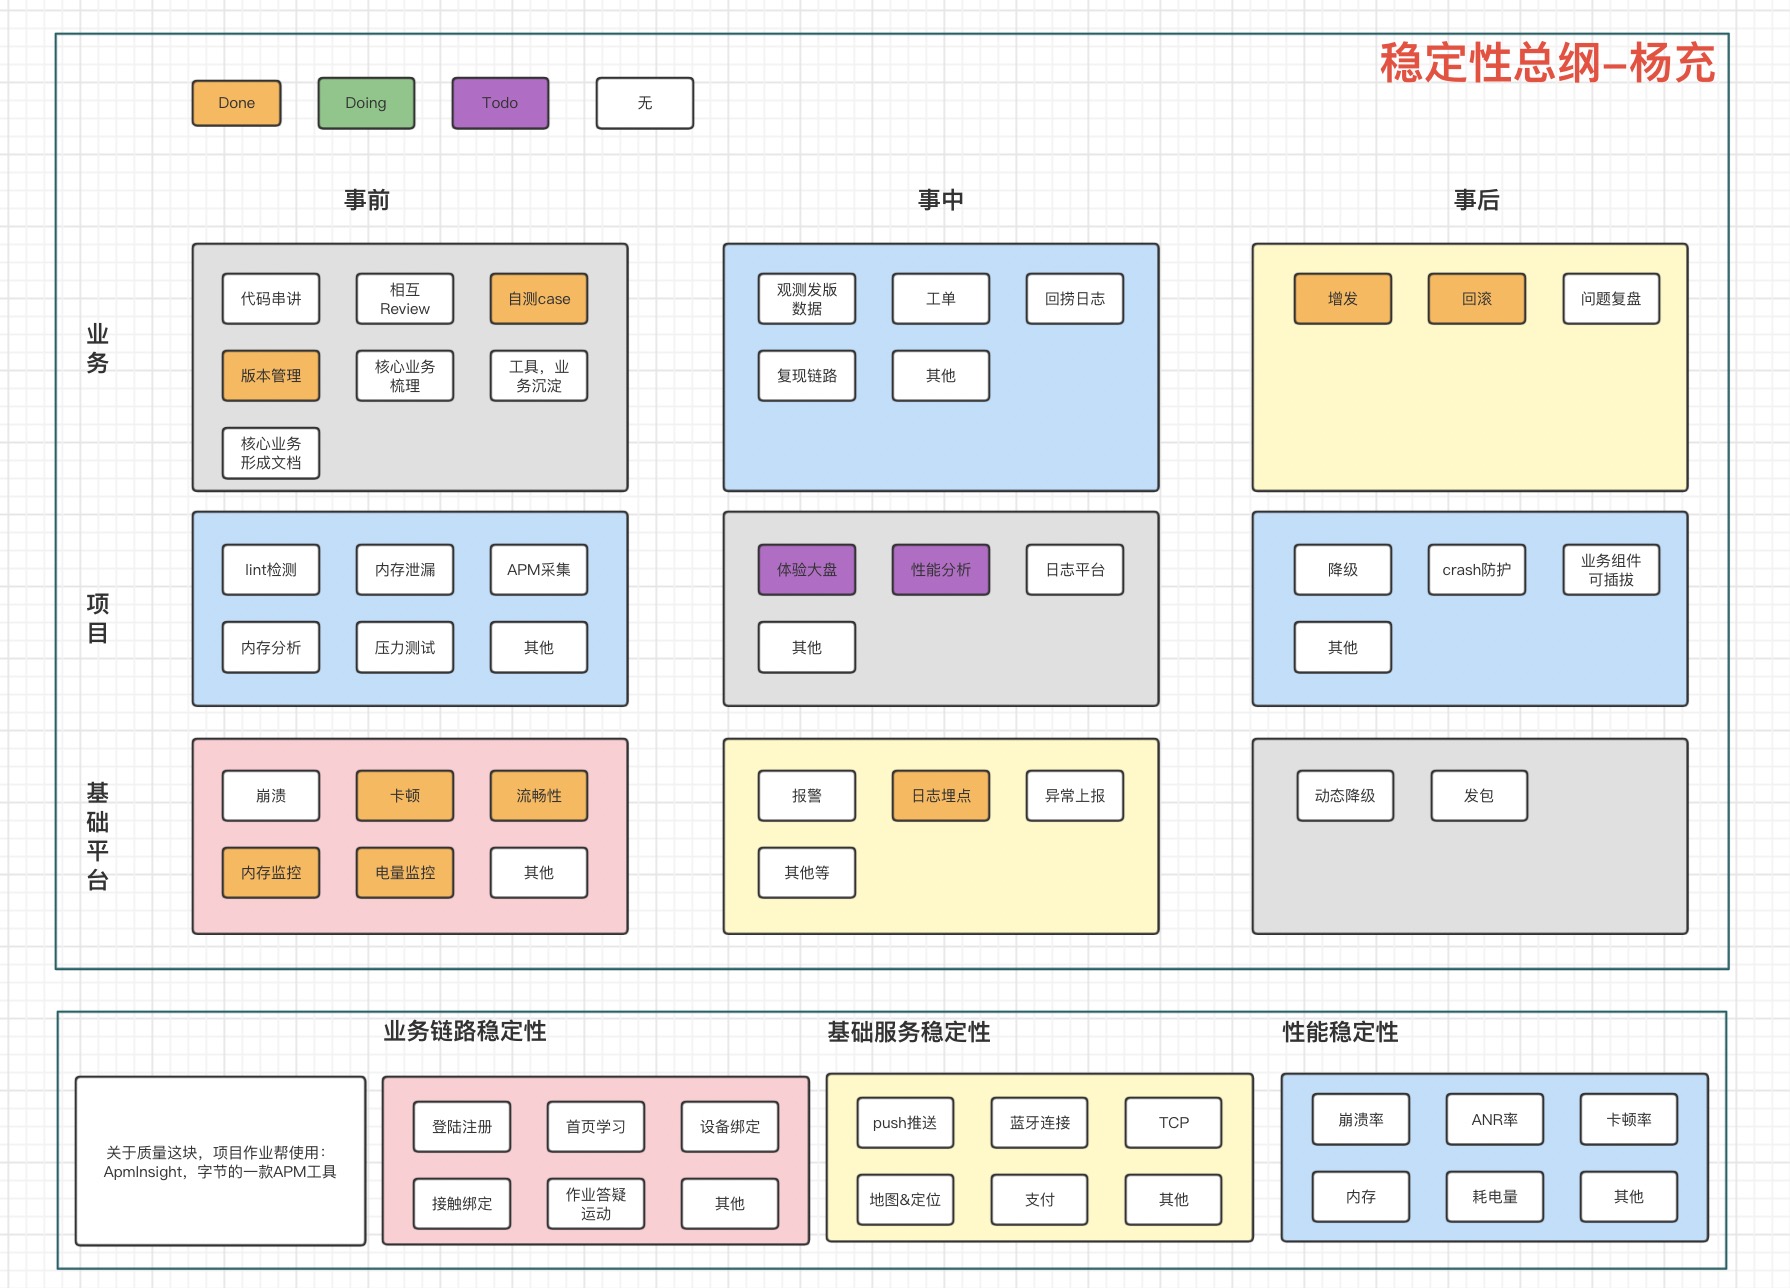 稳定性总纲-杨充
Done
Doing
Todo
无
事前
事中
事后
业
务
代码串讲
相互
Review
自测case
版本管理
核心业务
梳理
工具，业
务沉淀
核心业务
形成文档
观测发版
数据
工单
回捞日志
复现链路
其他
增发
回滚
问题复盘
项
目
lint检测
内存泄漏
APM采集
内存分析
压力测试
其他
体验大盘
性能分析
日志平台
其他
降级
crash防护
业务组件
可插拔
其他
基
础
平
台
崩溃
卡顿
流畅性
内存监控
电量监控
其他
报警
日志埋点
异常上报
其他等
动态降级
发包
业务链路稳定性
基础服务稳定性
性能稳定性
关于质量这块，项目作业帮使用：
ApmInsight，字节的一款APM工具
登陆注册
首页学习
设备绑定
接触绑定
作业答疑
运动
其他
push推送
蓝牙连接
TCP
地图&定位
支付
其他
崩溃率
ANR率
卡顿率
内存
耗电量
其他